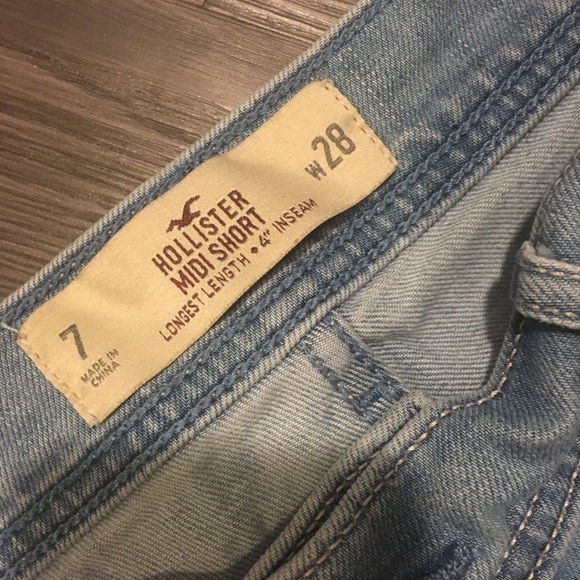 7
MADE IN
CHINA
HOLLISTER
MIDI SHORT
LONGEST LENGTH • 4" INSEAM
W 28